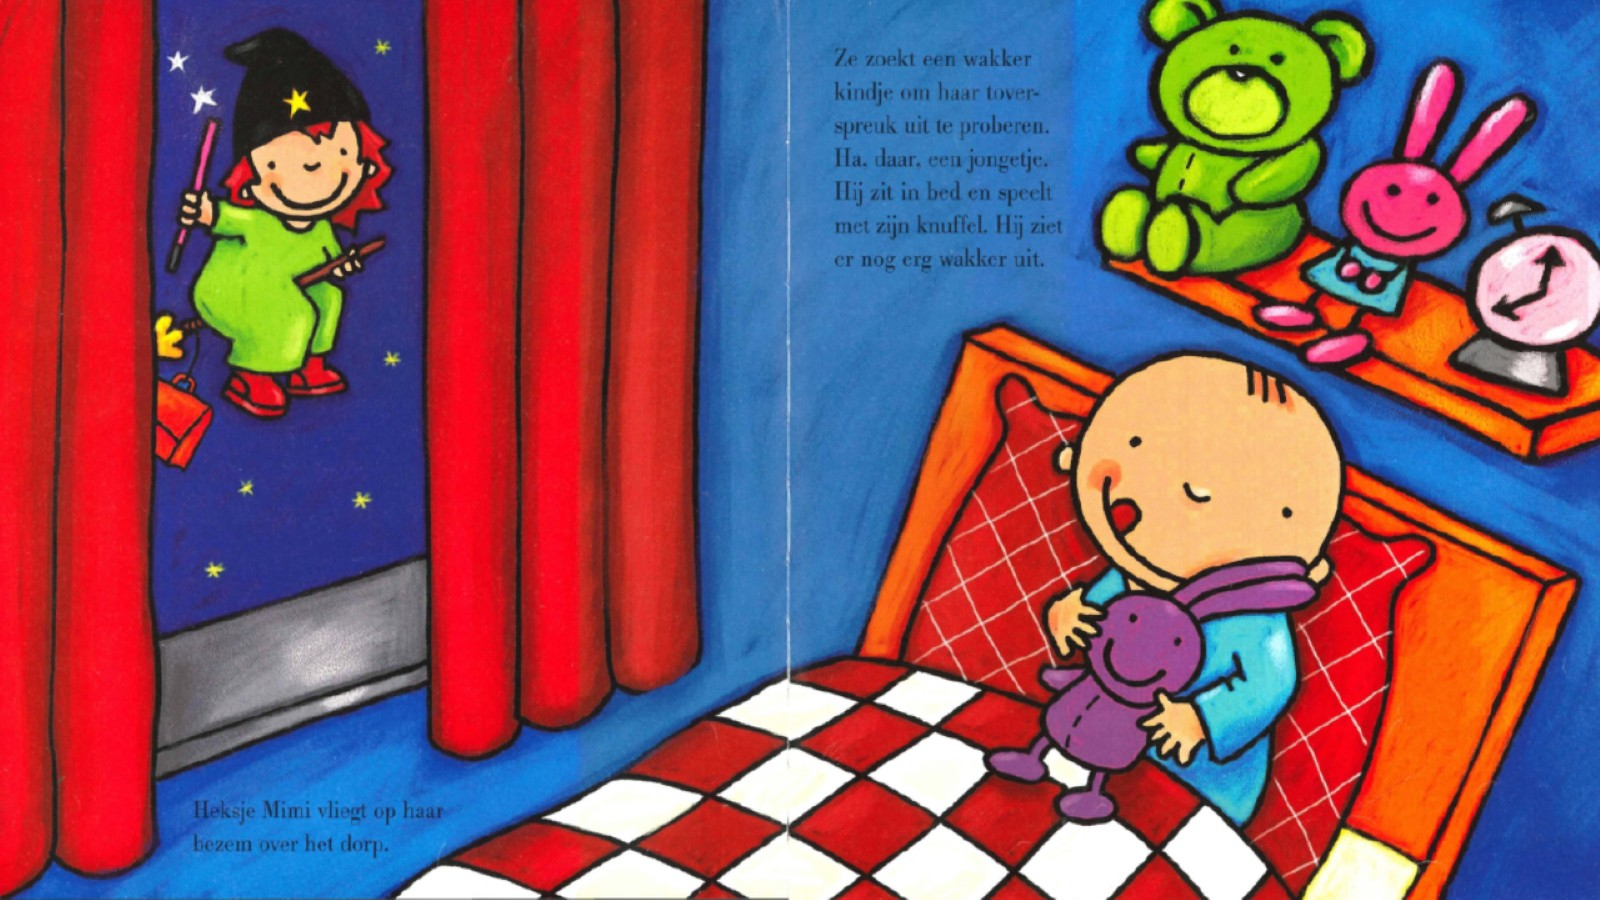 Heksje Mimi vliegt op haar
bezem over het dorp.
Ze zoekt een wakker
kindje om haar tover-
spreuk uit te proberen.
Ha, daar, een jongetje.
Hij zit in bed en speelt
met zijn knuffel. Hij ziet
er nog erg wakker uit.